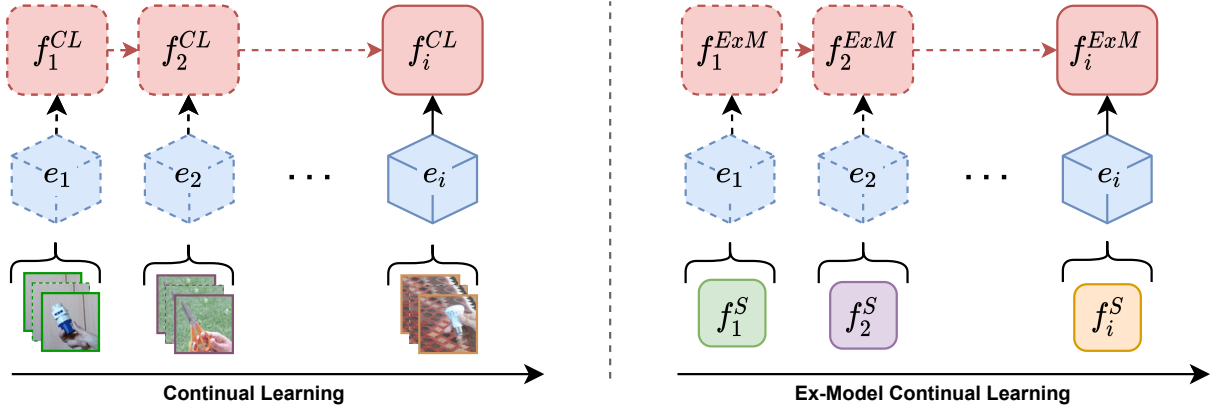 f_1^{CL} f_2^{CL} f_i^{CL}
e_1 e_2 ... e_i
Continual Learning
f_1^{ExM} f_2^{ExM} f_i^{ExM}
e_1 e_2 ... e_i
f_1^S f_2^S f_i^S
Ex-Model Continual Learning